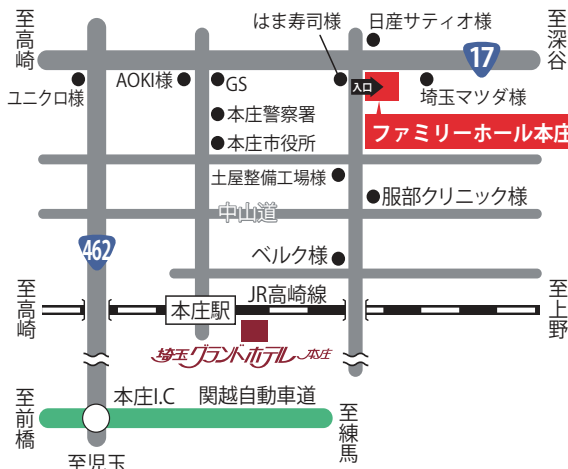 至高崎
はま寿司様
日産サティオ様
至深谷
17
ユニクロ様
AOKI様
GS
入口
埼玉マツダ様
本庄警察署
ファミリーホール本庄
本庄市役所
土屋整備工場様
服部クリニック様
中山道
462
ベルク様
至高崎
JR高崎線
本庄駅
至上野
埼玉グランドホテル本庄
本庄I.C
関越自動車道
至前橋
至練馬
至児玉